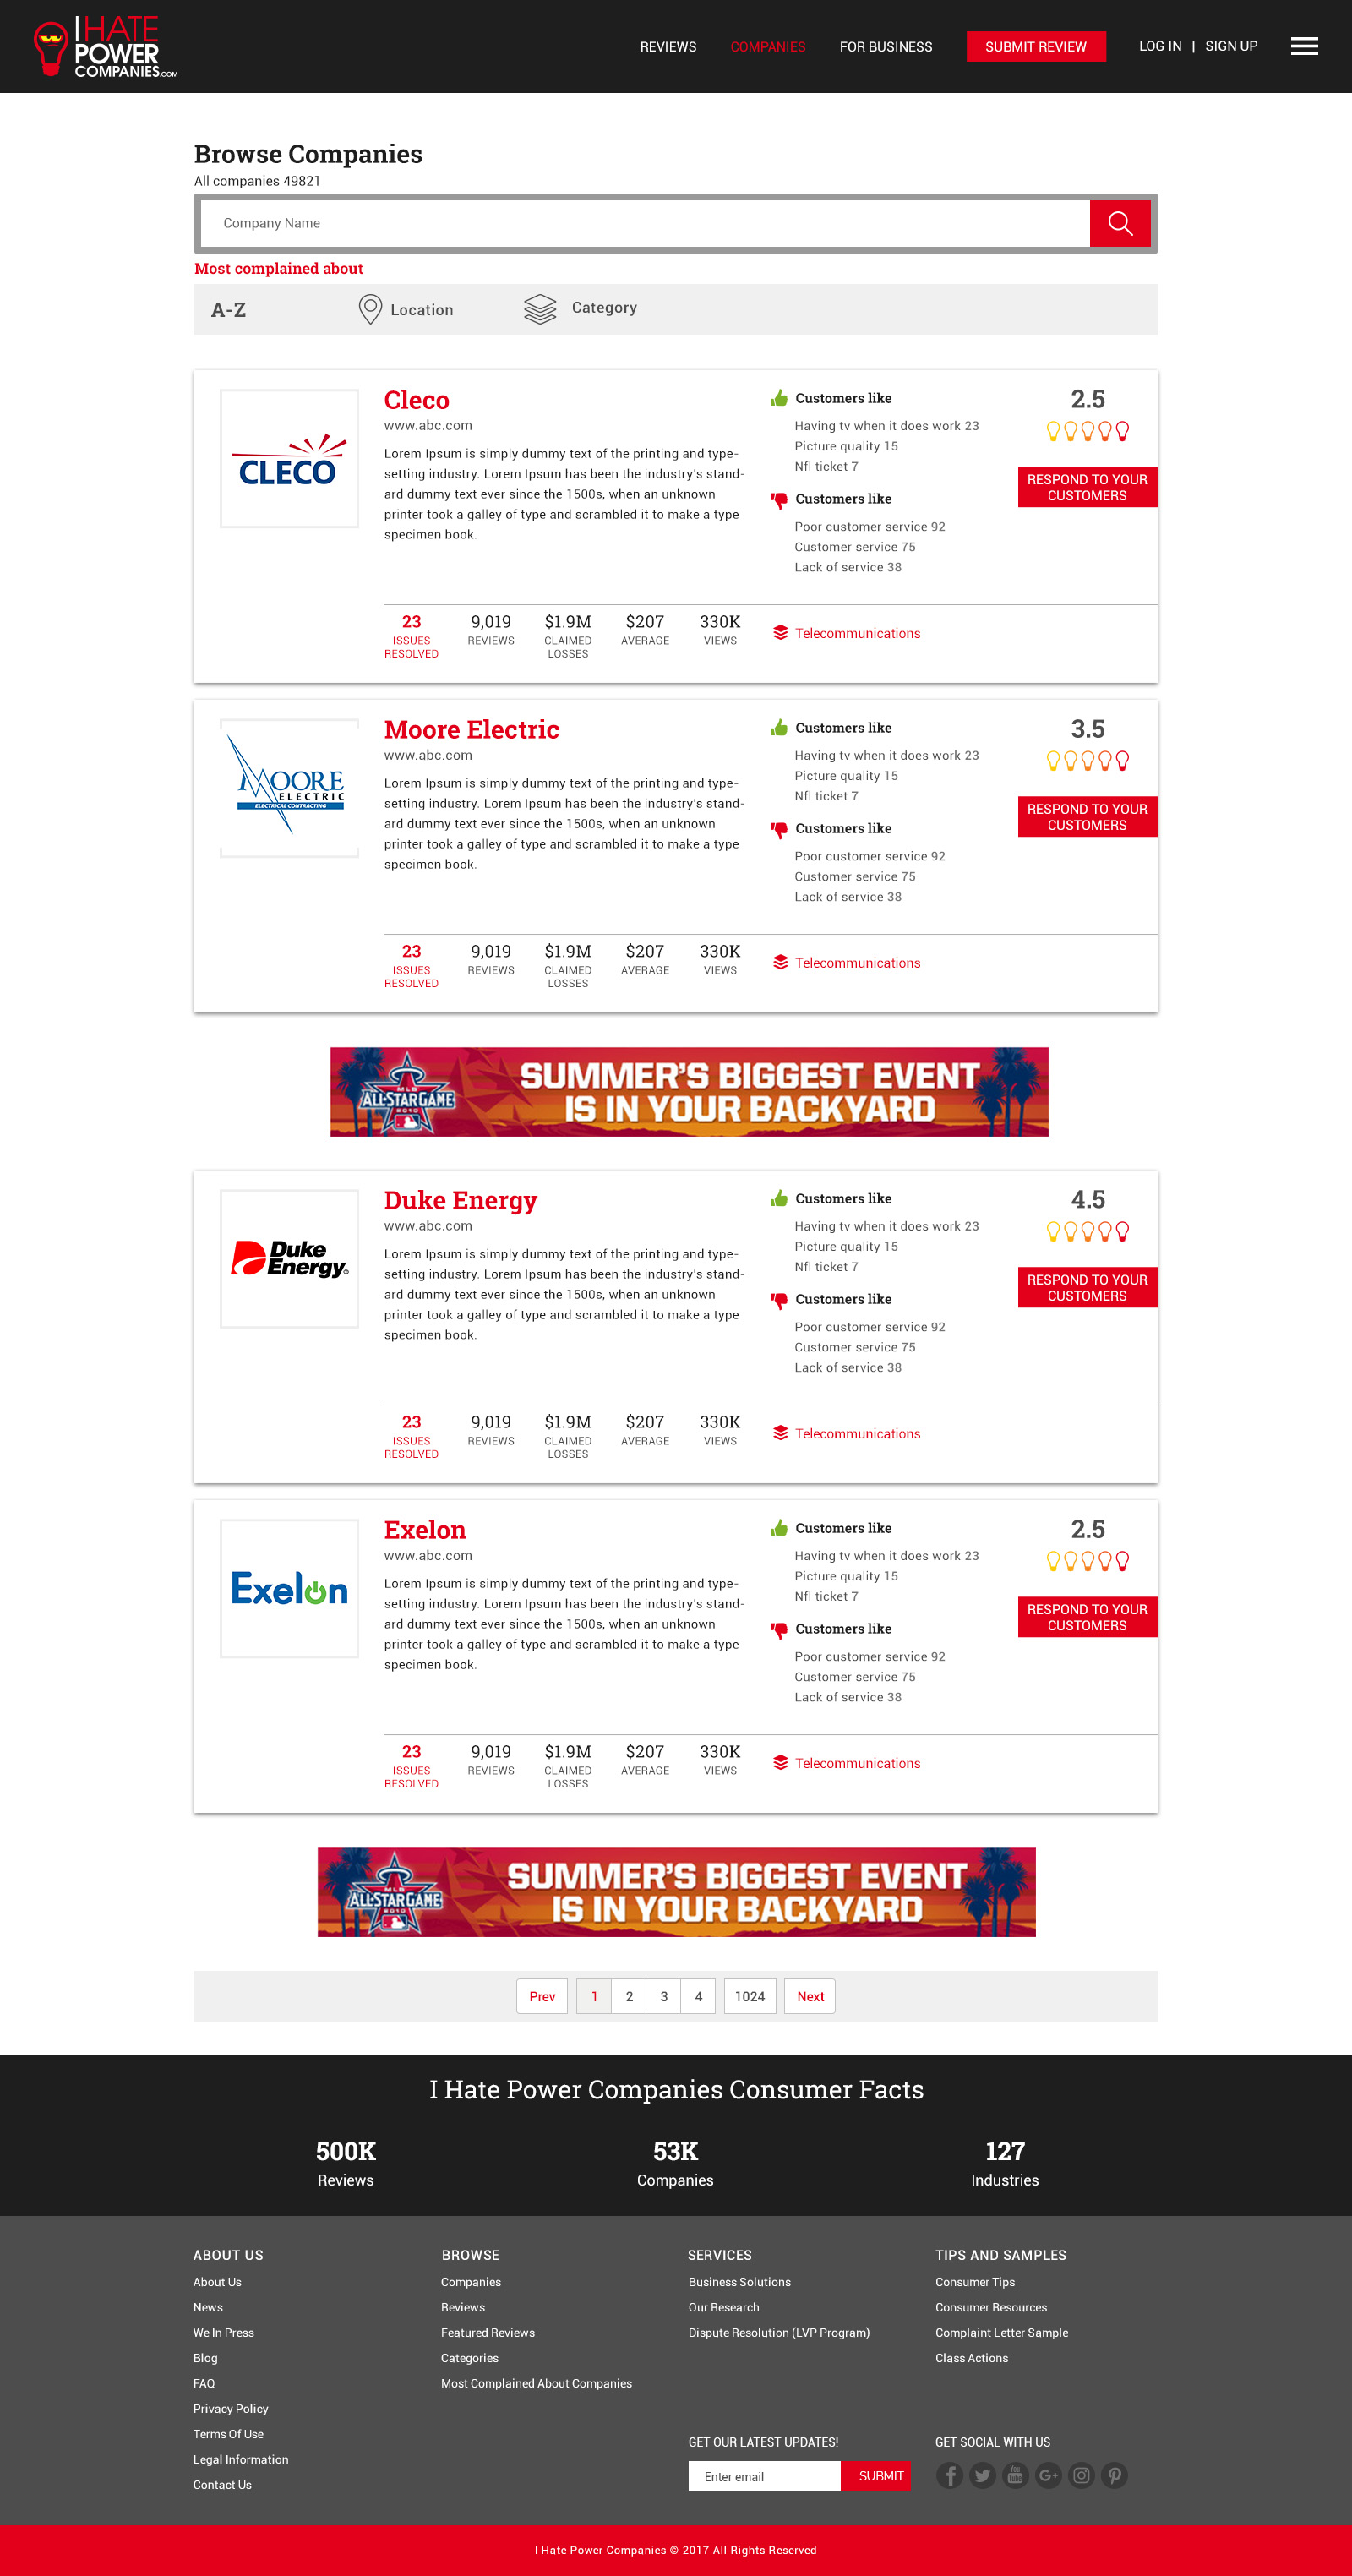 I HATE
POWER
COMPANIES.COM
REVIEWS
COMPANIES
FOR BUSINESS
SUBMIT REVIEW
LOG IN | SIGN UP
Browse Companies
All companies 49821
Company Name
Most complained about
A-Z
Location
Category
CLECO
Cleco
www.abc.com
Lorem Ipsum is simply dummy text of the printing and type-
setting industry. Lorem Ipsum has been the industry's stand-
ard dummy text ever since the 1500s, when an unknown
printer took a galley of type and scrambled it to make a type
specimen book.
Customers like
Having tv when it does work 23
Picture quality 15
Nfl ticket 7
Customers like
Poor customer service 92
Customer service 75
Lack of service 38
2.5
RESPOND TO YOUR
CUSTOMERS
23
ISSUES
RESOLVED
9,019
REVIEWS
$1.9M
CLAIMED
LOSSES
$207
AVERAGE
330K
VIEWS
Telecommunications
MOORE
ELECTRIC
ELECTRICAL CONTRACTING
Moore Electric
www.abc.com
Lorem Ipsum is simply dummy text of the printing and type-
setting industry. Lorem Ipsum has been the industry's stand-
ard dummy text ever since the 1500s, when an unknown
printer took a galley of type and scrambled it to make a type
specimen book.
Customers like
Having tv when it does work 23
Picture quality 15
Nfl ticket 7
Customers like
Poor customer service 92
Customer service 75
Lack of service 38
3.5
RESPOND TO YOUR
CUSTOMERS
23
ISSUES
RESOLVED
9,019
REVIEWS
$1.9M
CLAIMED
LOSSES
$207
AVERAGE
330K
VIEWS
Telecommunications
MLB
ALL-STAR GAME
2010
SUMMER'S BIGGEST EVENT
IS IN YOUR BACKYARD
Duke
Energy®
Duke Energy
www.abc.com
Lorem Ipsum is simply dummy text of the printing and type-
setting industry. Lorem Ipsum has been the industry's stand-
ard dummy text ever since the 1500s, when an unknown
printer took a galley of type and scrambled it to make a type
specimen book.
Customers like
Having tv when it does work 23
Picture quality 15
Nfl ticket 7
Customers like
Poor customer service 92
Customer service 75
Lack of service 38
4.5
RESPOND TO YOUR
CUSTOMERS
23
ISSUES
RESOLVED
9,019
REVIEWS
$1.9M
CLAIMED
LOSSES
$207
AVERAGE
330K
VIEWS
Telecommunications
Exelon
Exelon
www.abc.com
Lorem Ipsum is simply dummy text of the printing and type-
setting industry. Lorem Ipsum has been the industry's stand-
ard dummy text ever since the 1500s, when an unknown
printer took a galley of type and scrambled it to make a type
specimen book.
Customers like
Having tv when it does work 23
Picture quality 15
Nfl ticket 7
Customers like
Poor customer service 92
Customer service 75
Lack of service 38
2.5
RESPOND TO YOUR
CUSTOMERS
23
ISSUES
RESOLVED
9,019
REVIEWS
$1.9M
CLAIMED
LOSSES
$207
AVERAGE
330K
VIEWS
Telecommunications
MLB
ALL-STAR GAME
2010
SUMMER'S BIGGEST EVENT
IS IN YOUR BACKYARD
Prev 1 2 3 4 1024 Next
I Hate Power Companies Consumer Facts
500K
Reviews
53K
Companies
127
Industries
ABOUT US
About Us
News
We In Press
Blog
FAQ
Privacy Policy
Terms Of Use
Legal Information
Contact Us
BROWSE
Companies
Reviews
Featured Reviews
Categories
Most Complained About Companies
SERVICES
Business Solutions
Our Research
Dispute Resolution (LVP Program)
TIPS AND SAMPLES
Consumer Tips
Consumer Resources
Complaint Letter Sample
Class Actions
GET OUR LATEST UPDATES!
Enter email
SUBMIT
GET SOCIAL WITH US
You
Tube
G+
I Hate Power Companies © 2017 All Rights Reserved